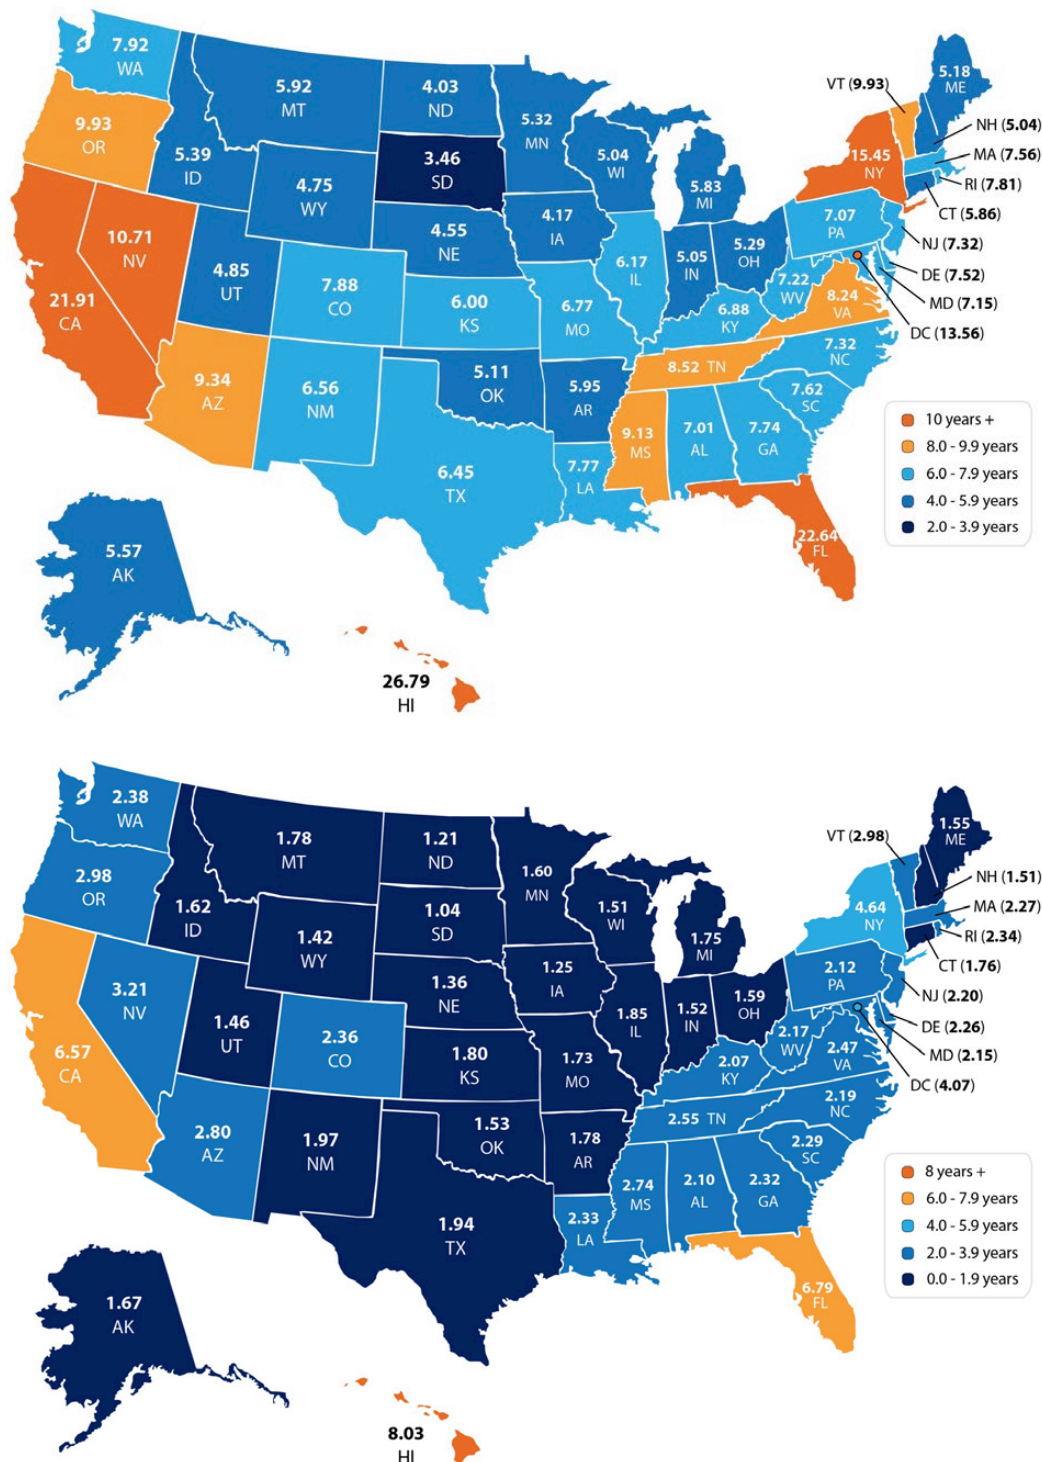 7.92
WA
9.93
OR
5.39
ID
5.92
MT
4.03
ND
5.32
MN
3.46
SD
4.75
WY
4.55
NE
4.17
IA
5.04
WI
5.83
MI
10.71
NV
4.85
UT
21.91
CA
7.88
CO
6.00
KS
6.77
MO
6.17
IL
5.05
IN
5.29
OH
6.88
KY
7.22
WV
8.24
VA
7.07
PA
15.45
NY
5.18
ME
VT (9.93)
NH (5.04)
MA (7.56)
RI (7.81)
CT (5.86)
NJ (7.32)
DE (7.52)
MD (7.15)
DC (13.56)
9.34
AZ
6.56
NM
5.11
OK
5.95
AR
8.52 TN
7.32
NC
7.62
SC
9.13
MS
7.01
AL
7.74
GA
7.77
LA
6.45
TX
22.64
FL
5.57
AK
26.79
HI
10 years +
8.0 - 9.9 years
6.0 - 7.9 years
4.0 - 5.9 years
2.0 - 3.9 years
2.38
WA
2.98
OR
1.62
ID
1.78
MT
1.21
ND
1.60
MN
1.04
SD
1.42
WY
1.36
NE
1.25
IA
1.51
WI
1.75
MI
3.21
NV
1.46
UT
6.57
CA
2.36
CO
1.80
KS
1.73
MO
1.85
IL
1.52
IN
1.59
OH
2.07
KY
2.17
WV
2.47
VA
2.12
PA
4.64
NY
1.55
ME
VT (2.98)
NH (1.51)
MA (2.27)
RI (2.34)
CT (1.76)
NJ (2.20)
DE (2.26)
MD (2.15)
DC (4.07)
2.80
AZ
1.97
NM
1.53
OK
1.78
AR
2.55 TN
2.19
NC
2.29
SC
2.74
MS
2.10
AL
2.32
GA
2.33
LA
1.94
TX
6.79
FL
1.67
AK
8.03
HI
8 years +
6.0 - 7.9 years
4.0 - 5.9 years
2.0 - 3.9 years
0.0 - 1.9 years